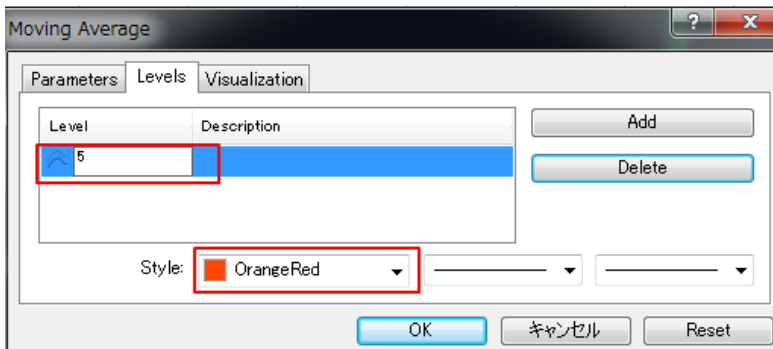 Moving Average
Parameters Levels Visualization
Level Description Add
5
Delete
Style: OrangeRed
OK キャンセル Reset